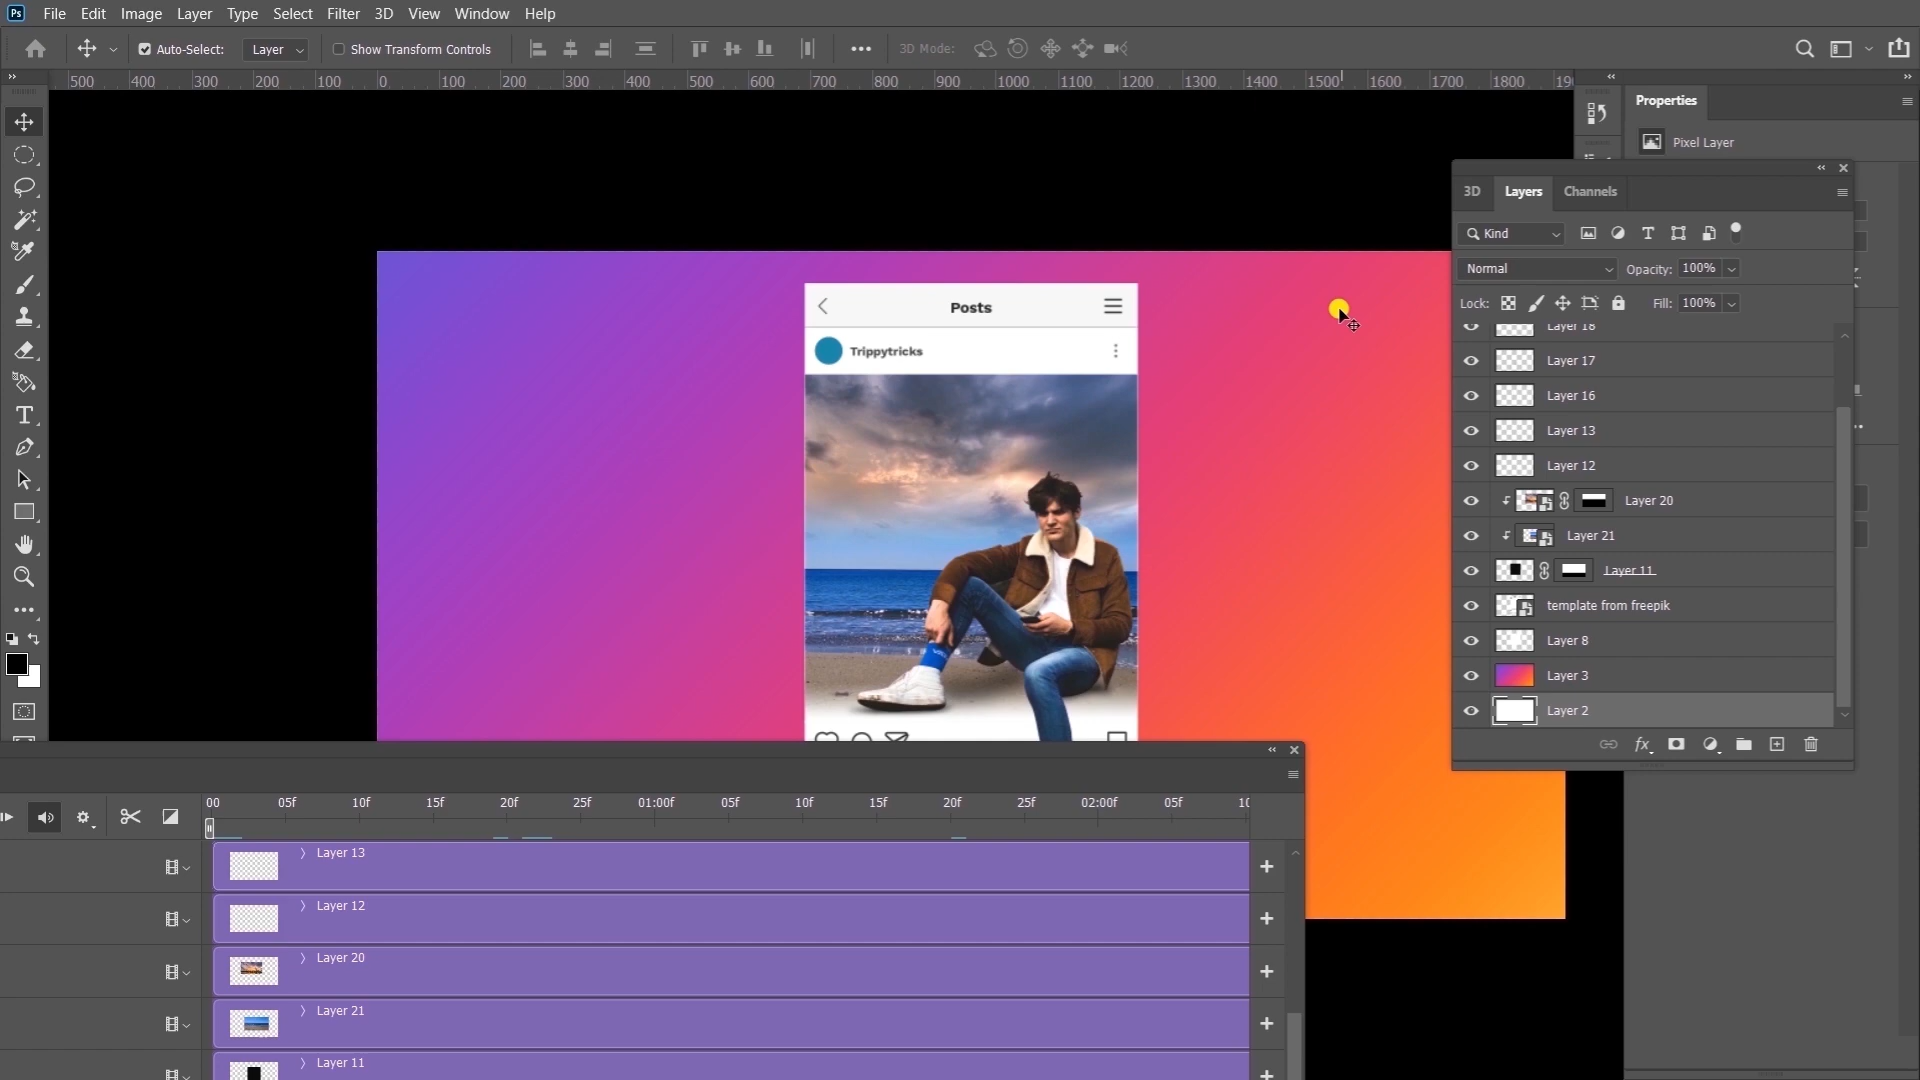 Ps File Edit Image Layer Type Select Filter 3D View Window Help
Auto-Select: Layer Show Transform Controls 3D Mode:
500 400 300 200 100 0 100 200 300 400 500 600 700 800 900 1000 1100 1200 1300 1400 1500 1600 1700 1800
Properties
Pixel Layer
3D Layers Channels
Kind
Normal Opacity: 100%
Lock: Fill: 100%
Layer 18
Layer 17
Layer 16
Layer 13
Layer 12
Layer 20
Layer 21
Layer 11
template from freepik
Layer 8
Layer 3
Layer 2
Posts
Trippytricks
00 05f 10f 15f 20f 25f 01:00f 05f 10f 15f 20f 25f 02:00f 05f
Layer 13
Layer 12
Layer 20
Layer 21
Layer 11